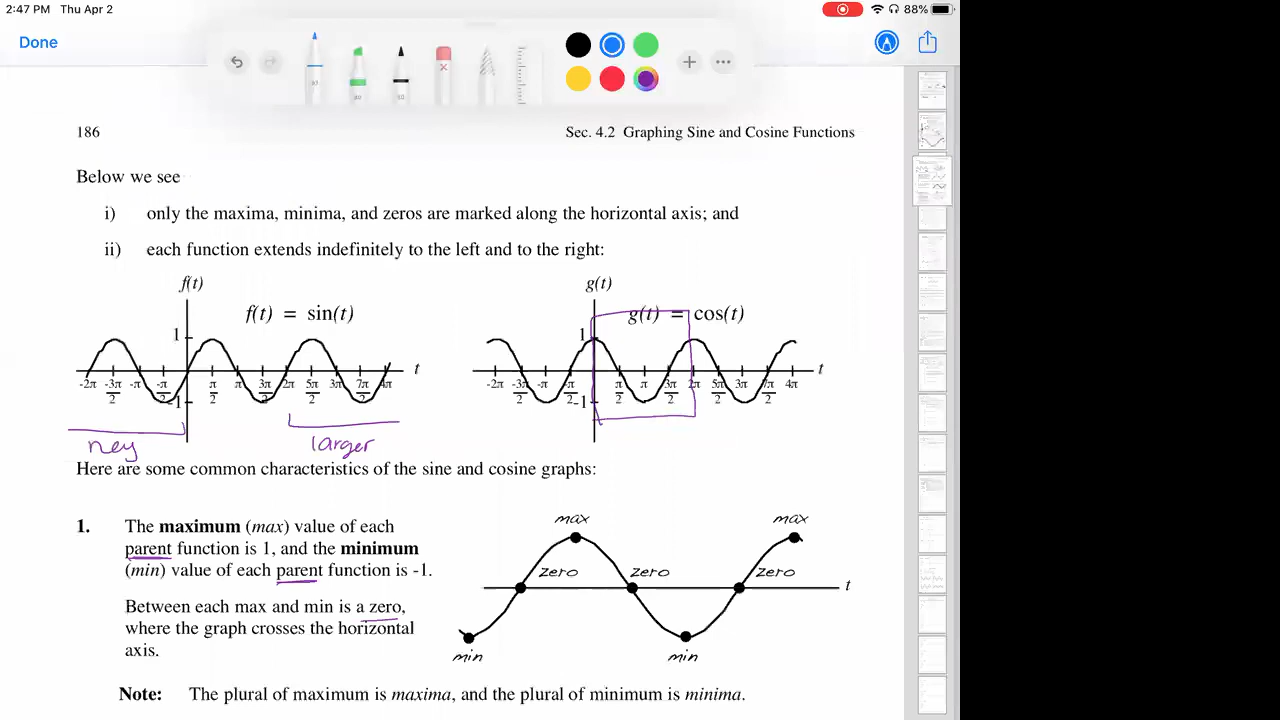 2:47 PM Thu Apr 2 88%
Done
186 Sec. 4.2 Graphing Sine and Cosine Functions
Below we see
i) only the maxima, minima, and zeros are marked along the horizontal axis; and
ii) each function extends indefinitely to the left and to the right:
f(t) g(t)
f(t) = sin(t) g(t) = cos(t)
1 1
t t
-2π -3π/2 -π -π/2 π/2 π 3π/2 2π 5π/2 3π 7π/2 4π -2π -3π/2 -π -π/2 π/2 π 3π/2 2π 5π/2 3π 7π/2 4π
-1 -1
neg larger
Here are some common characteristics of the sine and cosine graphs:
1. The maximum (max) value of each
parent function is 1, and the minimum
(min) value of each parent function is -1.
Between each max and min is a zero,
where the graph crosses the horizontal
axis.
max max
zero zero zero
t
min min
Note: The plural of maximum is maxima, and the plural of minimum is minima.